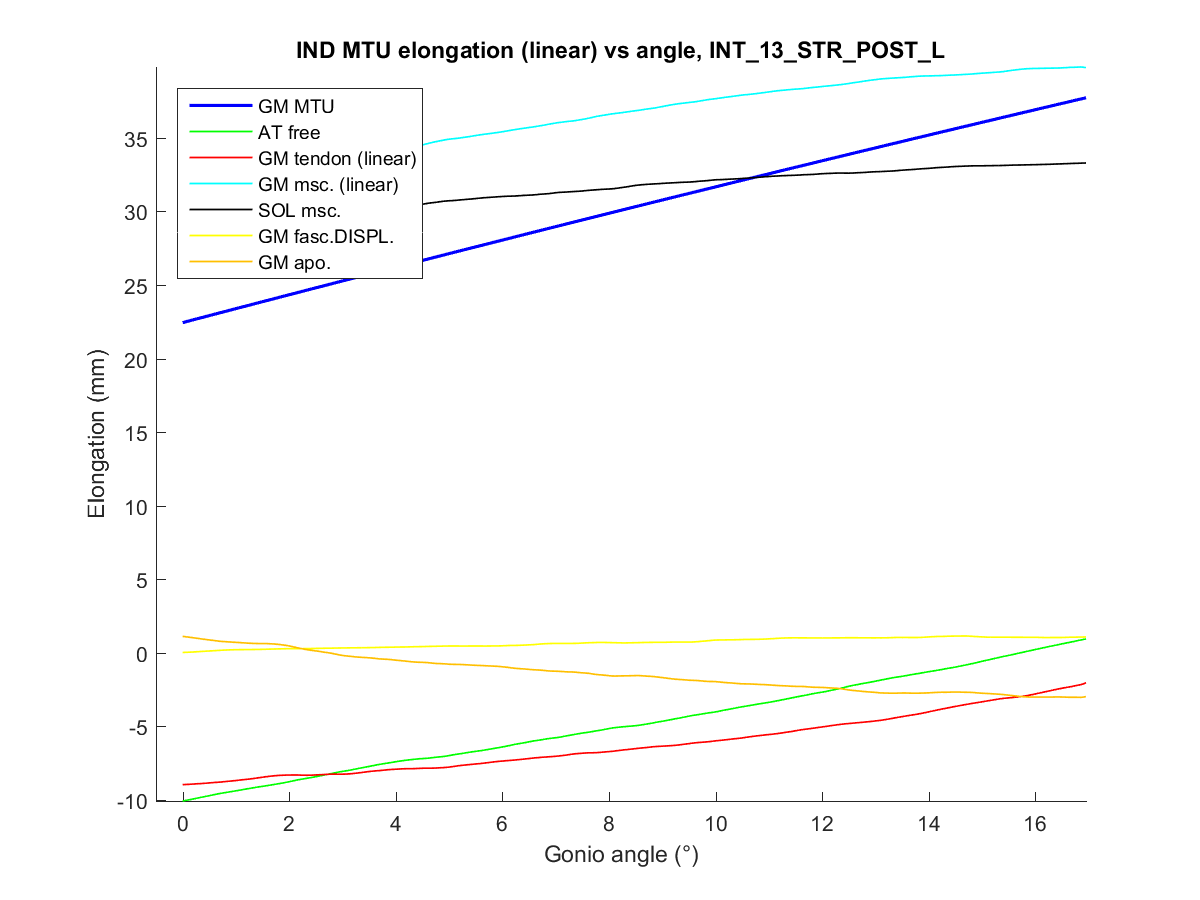 IND MTU elongation (linear) vs angle, INT_13_STR_POST_L
GM MTU
AT free
GM tendon (linear)
GM msc. (linear)
SOL msc.
GM fasc.DISPL.
GM apo.
Elongation (mm)
35
30
25
20
15
10
5
0
-5
-10
0 2 4 6 8 10 12 14 16
Gonio angle (°)